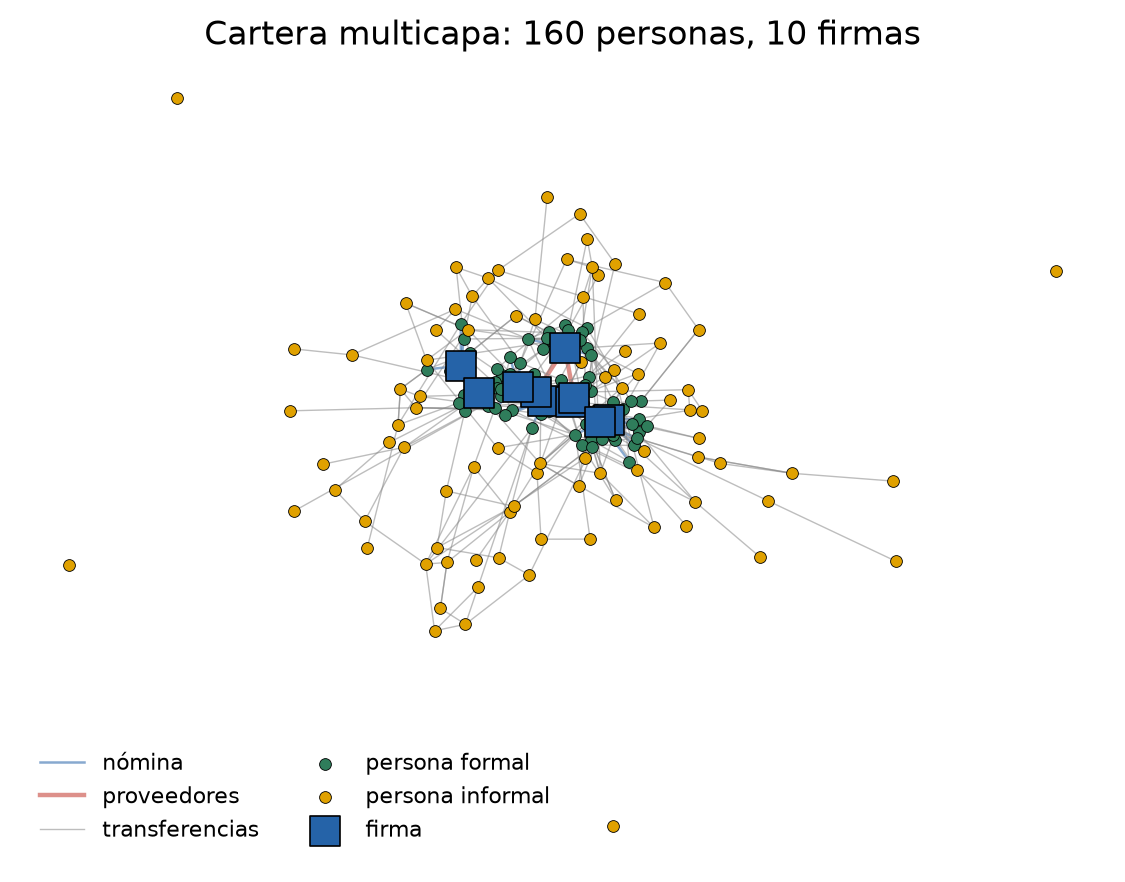 Cartera multicapa: 160 personas, 10 firmas
nómina
proveedores
transferencias
persona formal
persona informal
firma